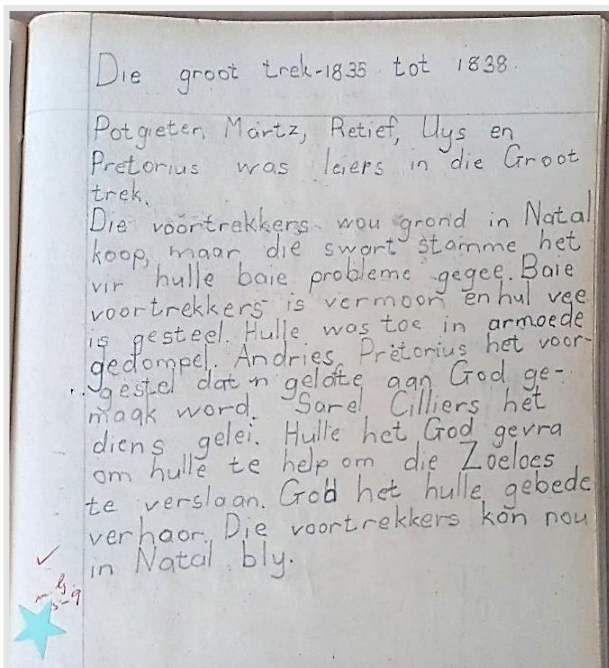 Die groot trek-1835 tot 1838.
Potgieter, Maritz, Retief, Uys en
Pretorius was leiers in die Groot
trek.
Die voortrekkers wou grond in Natal
koop, maar die swart stamme het
vir hulle baie probleme gegee. Baie
voortrekkers is vermoor en hul vee
is gesteel. Hulle was toe in armoede
gedompel. Andries Pretorius het voor-
gestel dat 'n gelofte aan God ge-
maak word. Sarel Cilliers het
diens gelei. Hulle het God gevra
om hulle te help om die Zoeloes
te verslaan. God het hulle gebede
verhoor. Die voortrekkers kon nou
in Natal bly.